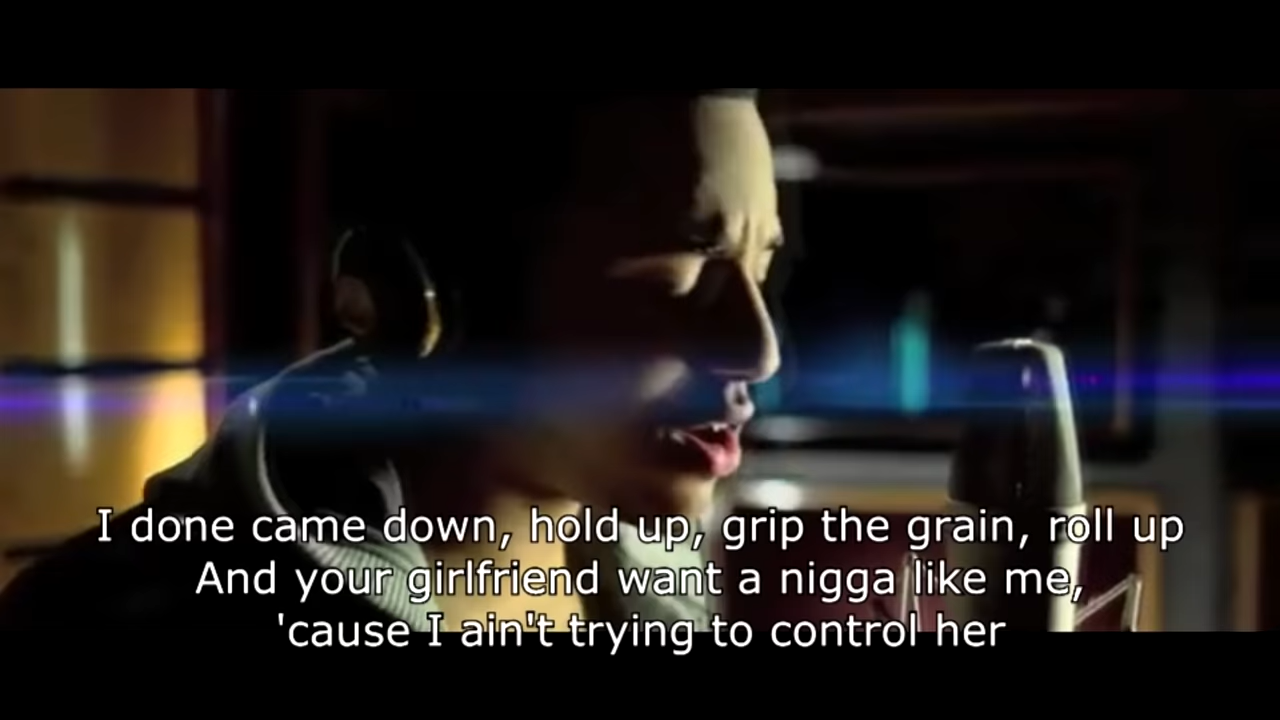 I done came down, hold up, grip the grain, roll up
And your girlfriend want a nigga like me,
'cause I ain't trying to control her